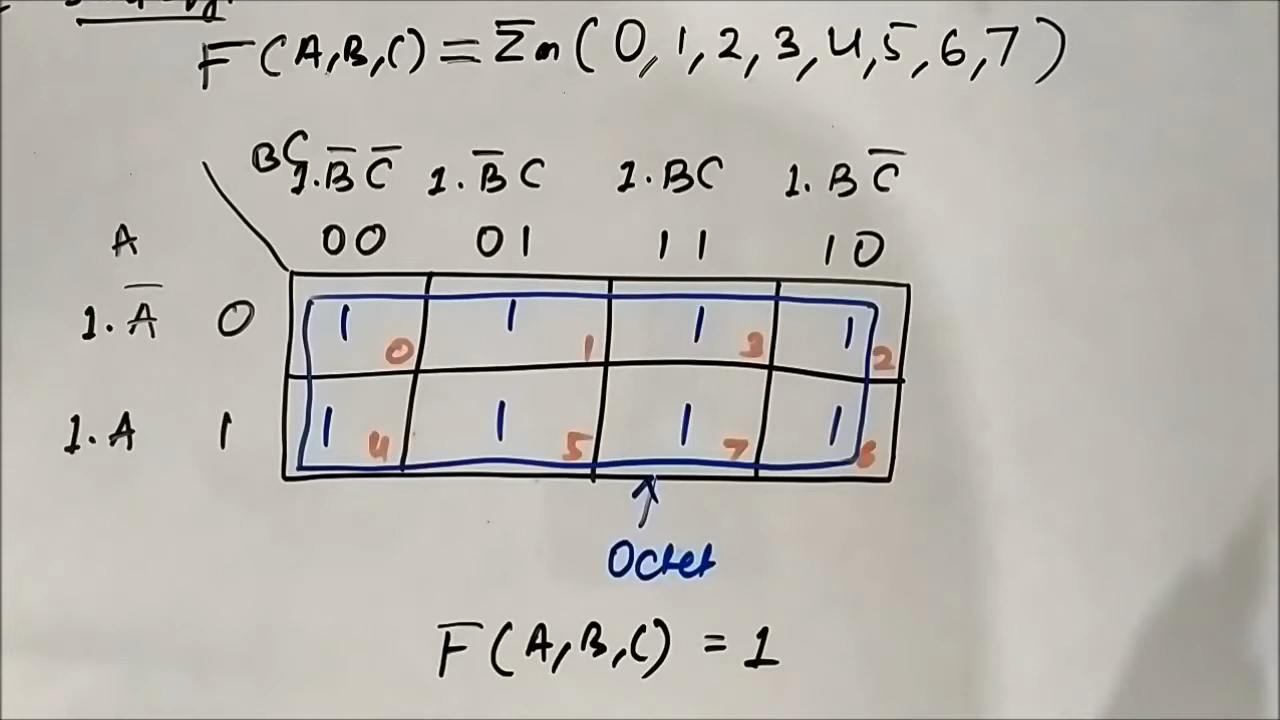 F(A,B,C) = Σm(0,1,2,3,4,5,6,7)
BC
1.B̅C̅ 1.B̅C 1.BC 1.BC̅
A 00 01 11 10
1.A̅ 0 1 0 1 1 1 3 1 2
1.A 1 1 4 1 5 1 7 1 6
Octet
F(A,B,C) = 1